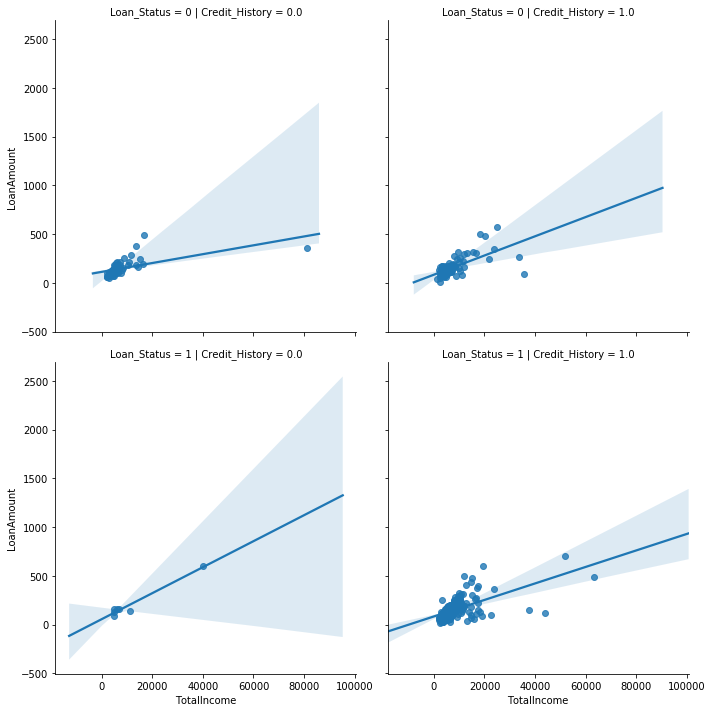 Loan_Status = 0 | Credit_History = 0.0
Loan_Status = 0 | Credit_History = 1.0
2500
2000
1500
1000
500
0
−500
LoanAmount
Loan_Status = 1 | Credit_History = 0.0
Loan_Status = 1 | Credit_History = 1.0
2500
2000
1500
1000
500
0
−500
LoanAmount
0 20000 40000 60000 80000 100000
0 20000 40000 60000 80000 100000
TotalIncome
TotalIncome